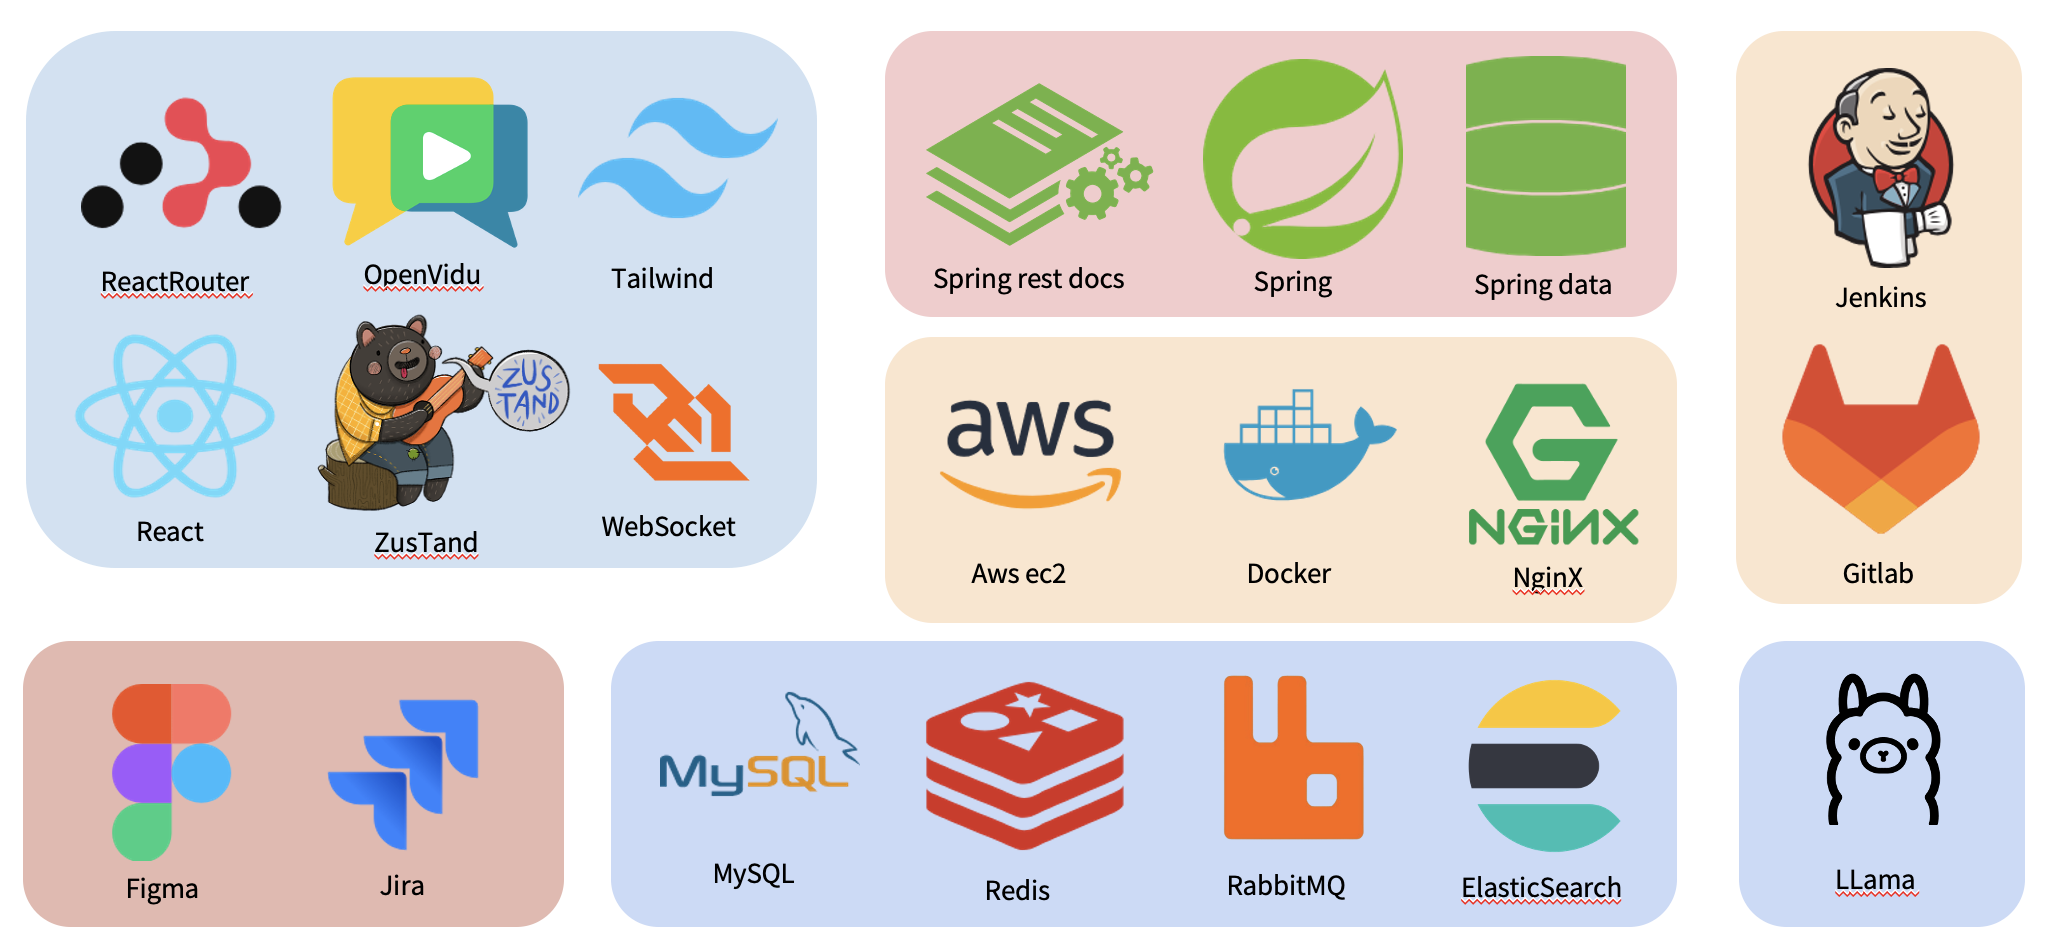 ReactRouter
OpenVidu
Tailwind
ZUS
TAND
React
ZusTand
WebSocket
Spring rest docs
Spring
Spring data
Jenkins
aws
NGiNX
Aws ec2
Docker
NginX
Gitlab
Figma
Jira
MySQL
MySQL
Redis
RabbitMQ
ElasticSearch
LLama